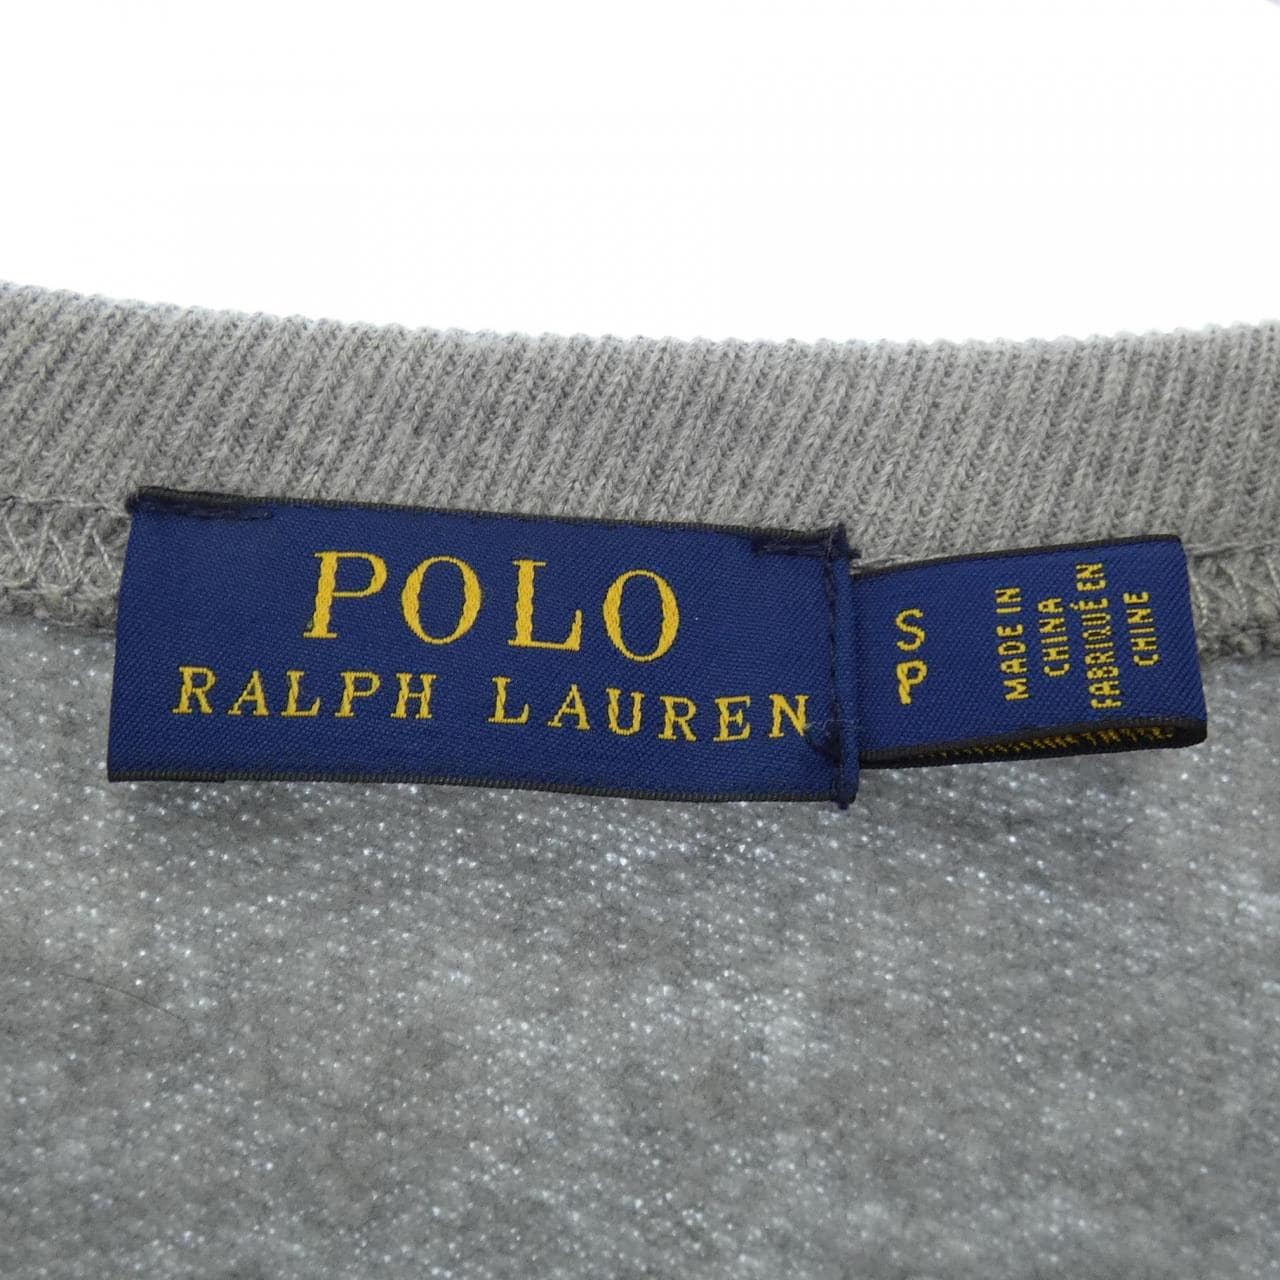 POLO
RALPH LAUREN
S
P
MADE IN
CHINA
FABRIQUÉ EN
CHINE